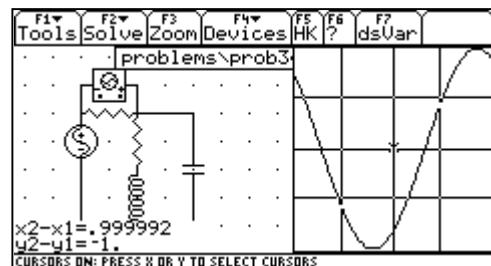 F1▾ F2▾ F3 F4▾ F5 F6 F7
Tools Solve Zoom Devices HK ? dsVar
problems\prob3
x2-x1=.999992
y2-y1=-1.
CURSORS ON: PRESS X OR Y TO SELECT CURSORS